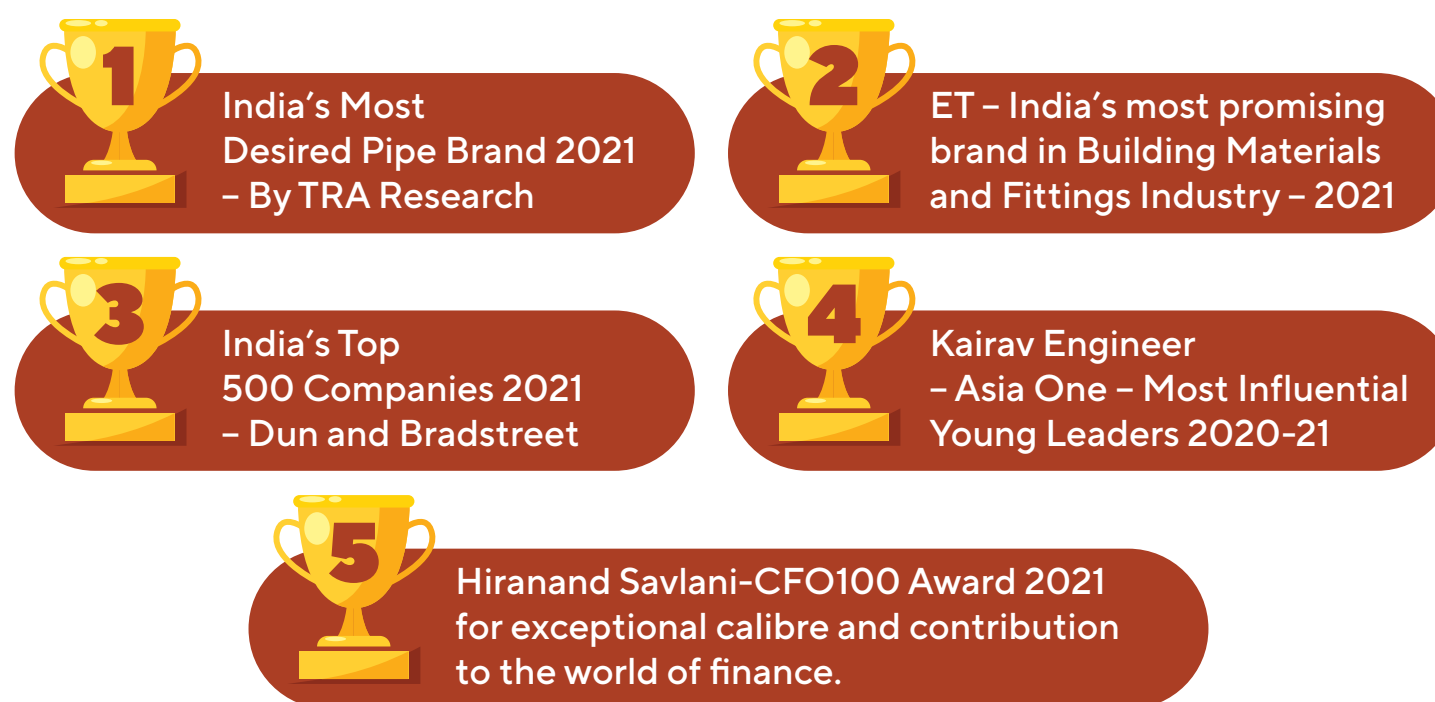 1
India’s Most
Desired Pipe Brand 2021
– By TRA Research
2
ET – India’s most promising
brand in Building Materials
and Fittings Industry – 2021
3
India’s Top
500 Companies 2021
– Dun and Bradstreet
4
Kairav Engineer
– Asia One – Most Influential
Young Leaders 2020-21
5
Hiranand Savlani-CFO100 Award 2021
for exceptional calibre and contribution
to the world of finance.